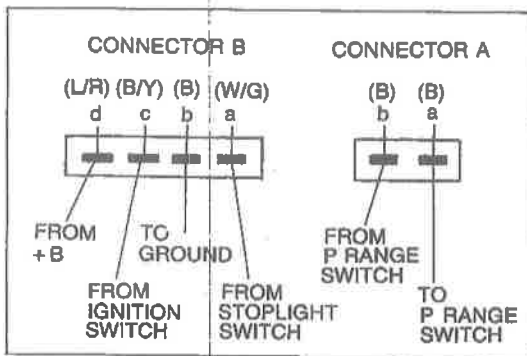 CONNECTOR B
(L/R) (B/Y) (B) (W/G)
d c b a
FROM
+B
TO
GROUND
FROM
IGNITION
SWITCH
FROM
STOPLIGHT
SWITCH
CONNECTOR A
(B) (B)
b a
FROM
P RANGE
SWITCH
TO
P RANGE
SWITCH